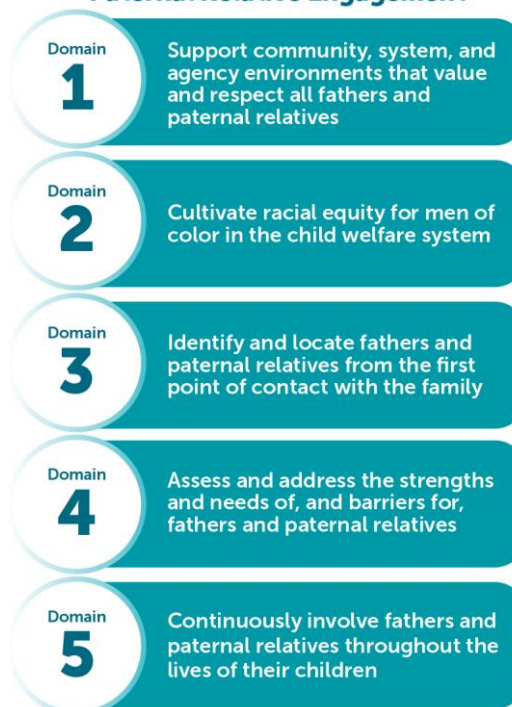 Paternal Relative Engagement
Domain
1
Support community, system, and
agency environments that value
and respect all fathers and
paternal relatives
Domain
2
Cultivate racial equity for men of
color in the child welfare system
Domain
3
Identify and locate fathers and
paternal relatives from the first
point of contact with the family
Domain
4
Assess and address the strengths
and needs of, and barriers for,
fathers and paternal relatives
Domain
5
Continuously involve fathers and
paternal relatives throughout the
lives of their children